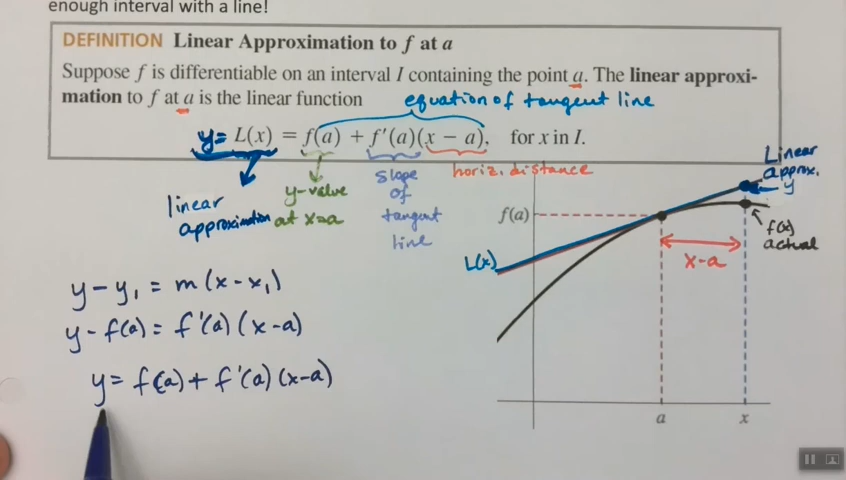 enough interval with a line!
DEFINITION Linear Approximation to f at a
Suppose f is differentiable on an interval I containing the point a. The linear approxi-
mation to f at a is the linear function
equation of tangent line
y= L(x) = f(a) + f'(a)(x − a), for x in I.
linear
approximation
y-value
at x=a
slope
of
tangent
line
horiz. distance
Linear
approx.
y
f(a)
f(x)
actual
L(x)
x-a
a
x
y - y₁ = m(x-x₁)
y - f(a) = f'(a)(x-a)
y = f(a) + f'(a)(x-a)